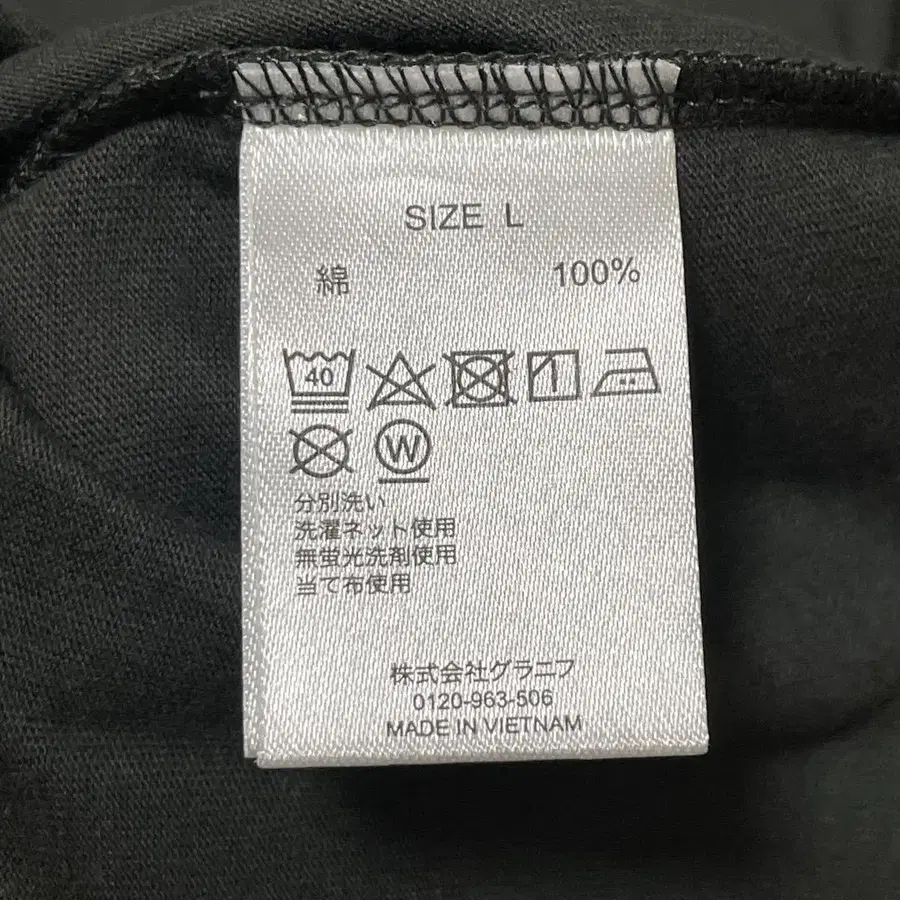 SIZE L
綿 100%
40
W
分別洗い
洗濯ネット使用
無蛍光洗剤使用
当て布使用
株式会社グラニフ
0120-963-506
MADE IN VIETNAM